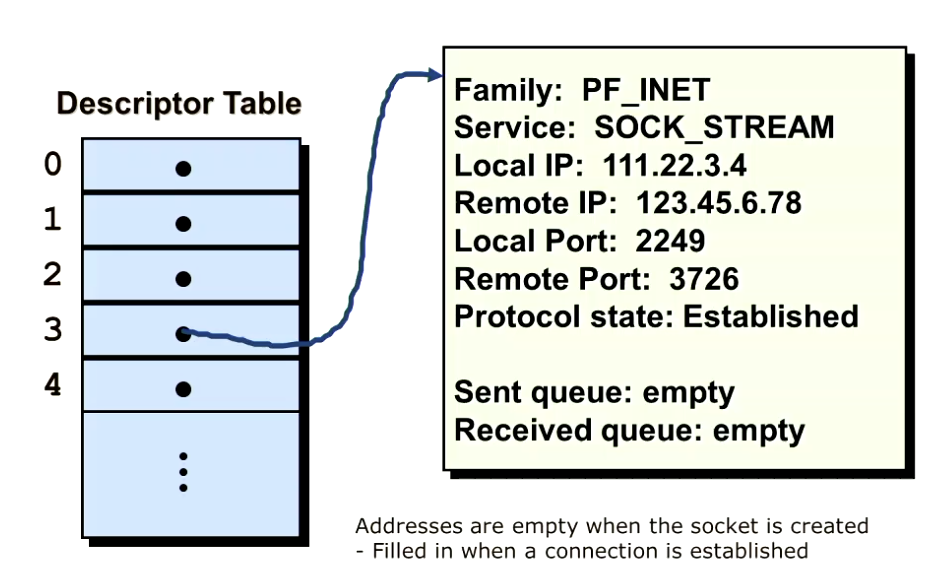 Descriptor Table
0
1
2
3
4
Family: PF_INET
Service: SOCK_STREAM
Local IP: 111.22.3.4
Remote IP: 123.45.6.78
Local Port: 2249
Remote Port: 3726
Protocol state: Established
Sent queue: empty
Received queue: empty
Addresses are empty when the socket is created
- Filled in when a connection is established